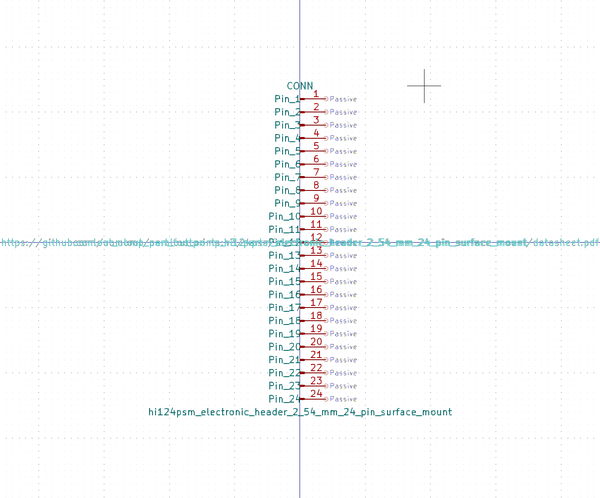 CONN
Pin_1 1 Passive
Pin_2 2 Passive
Pin_3 3 Passive
Pin_4 4 Passive
Pin_5 5 Passive
Pin_6 6 Passive
Pin_7 7 Passive
Pin_8 8 Passive
Pin_9 9 Passive
Pin_10 10 Passive
Pin_11 11 Passive
12
Pin_13 13 Passive
Pin_14 14 Passive
Pin_15 15 Passive
Pin_16 16 Passive
Pin_17 17 Passive
Pin_18 18 Passive
Pin_19 19 Passive
Pin_20 20 Passive
Pin_21 21 Passive
Pin_22 22 Passive
Pin_23 23 Passive
Pin_24 24 Passive
hi124psm_electronic_header_2_54_mm_24_pin_surface_mount